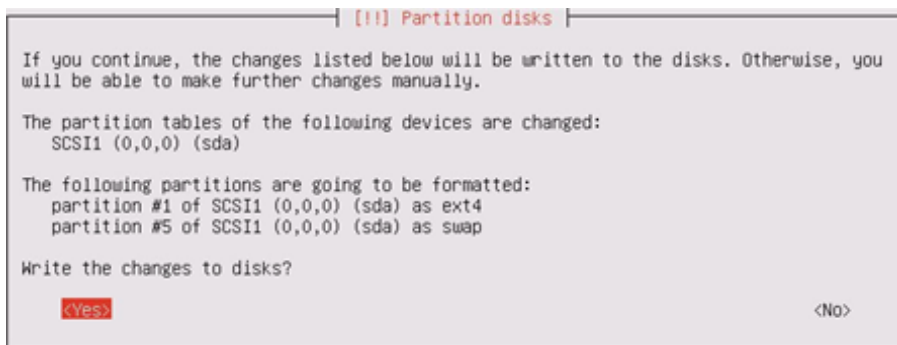 [!!] Partition disks
If you continue, the changes listed below will be written to the disks. Otherwise, you
will be able to make further changes manually.
The partition tables of the following devices are changed:
SCSI1 (0,0,0) (sda)
The following partitions are going to be formatted:
partition #1 of SCSI1 (0,0,0) (sda) as ext4
partition #5 of SCSI1 (0,0,0) (sda) as swap
Write the changes to disks?
<Yes> <No>